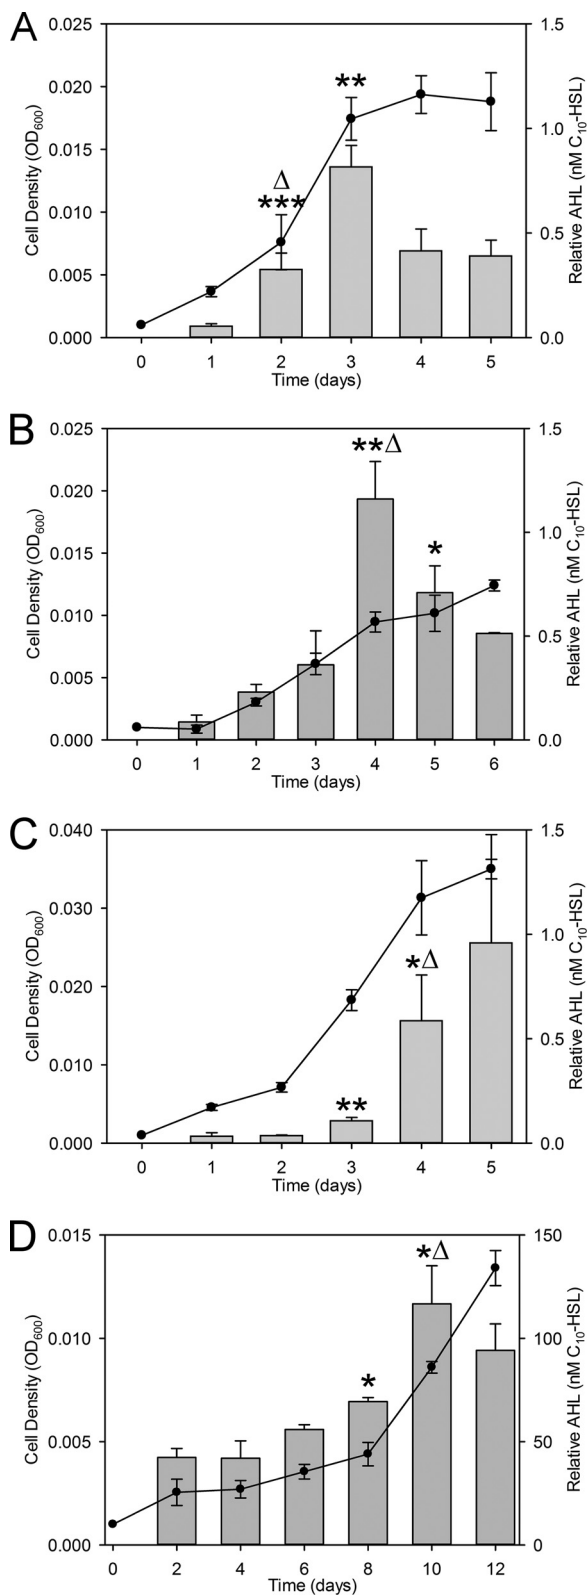 A
Cell Density (OD600)
0.025
0.020
0.015
0.010
0.005
0.000
Δ
***
**
1.5
1.0
0.5
0.0
Relative AHL (nM C10-HSL)
0 1 2 3 4 5
Time (days)
B
Cell Density (OD600)
0.025
0.020
0.015
0.010
0.005
0.000
**Δ
*
1.5
1.0
0.5
0.0
Relative AHL (nM C10-HSL)
0 1 2 3 4 5 6
Time (days)
C
Cell Density (OD600)
0.040
0.030
0.020
0.010
0.000
**
*Δ
1.5
1.0
0.5
0.0
Relative AHL (nM C10-HSL)
0 1 2 3 4 5
Time (days)
D
Cell Density (OD600)
0.015
0.010
0.005
0.000
*
*Δ
150
100
50
0
Relative AHL (nM C10-HSL)
0 2 4 6 8 10 12
Time (days)